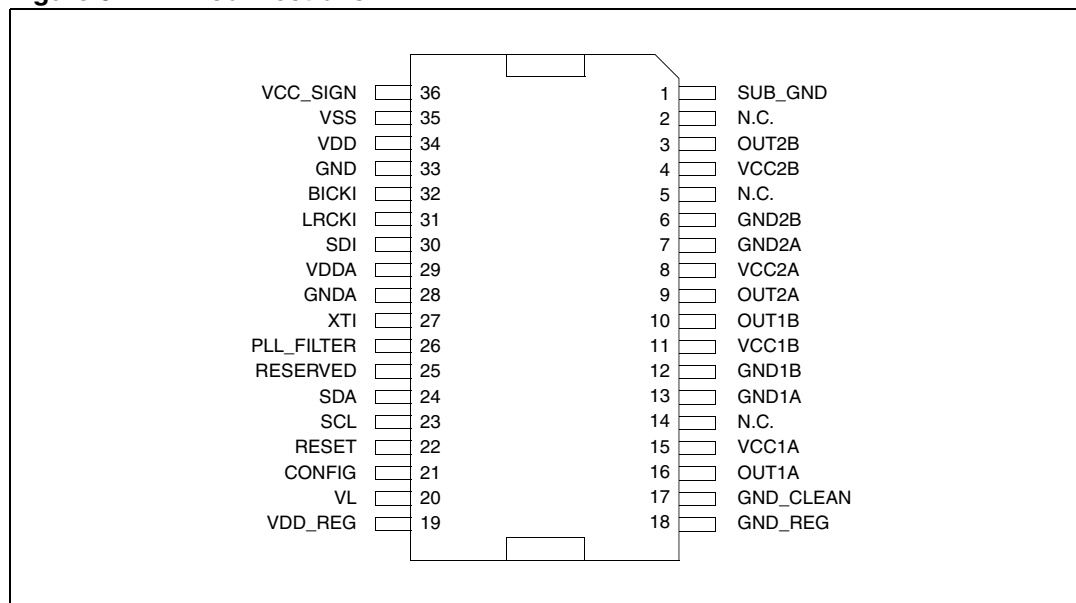 VCC_SIGN 36 1 SUB_GND
VSS 35 2 N.C.
VDD 34 3 OUT2B
GND 33 4 VCC2B
BICKI 32 5 N.C.
LRCKI 31 6 GND2B
SDI 30 7 GND2A
VDDA 29 8 VCC2A
GNDA 28 9 OUT2A
XTI 27 10 OUT1B
PLL_FILTER 26 11 VCC1B
RESERVED 25 12 GND1B
SDA 24 13 GND1A
SCL 23 14 N.C.
RESET 22 15 VCC1A
CONFIG 21 16 OUT1A
VL 20 17 GND_CLEAN
VDD_REG 19 18 GND_REG